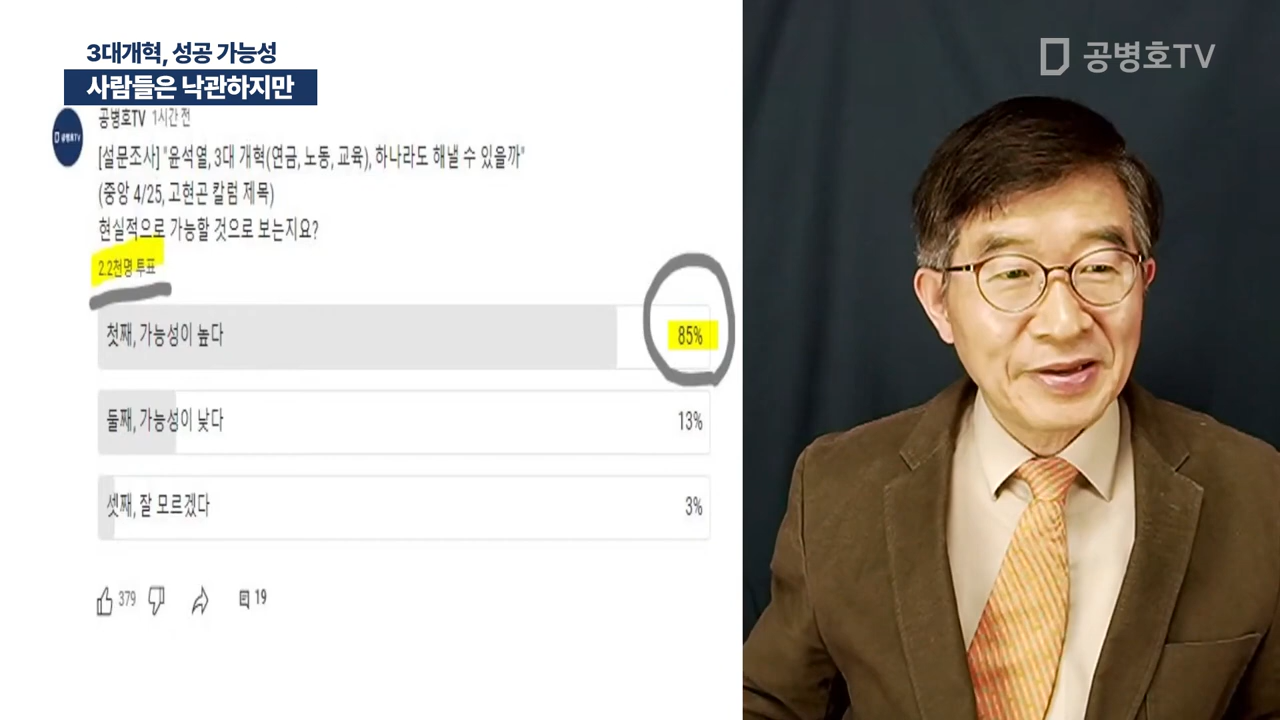 3대개혁, 성공 가능성
사람들은 낙관하지만
공병호TV
공병호TV
공병호TV 1시간 전
[설문조사] "윤석열, 3대 개혁(연금, 노동, 교육), 하나라도 해낼 수 있을까"
(중앙 4/25, 고현곤 칼럼 제목)
현실적으로 가능할 것으로 보는지요?
2.2천명 투표
첫째, 가능성이 높다 85%
둘째, 가능성이 낮다 13%
셋째, 잘 모르겠다 3%
379 19